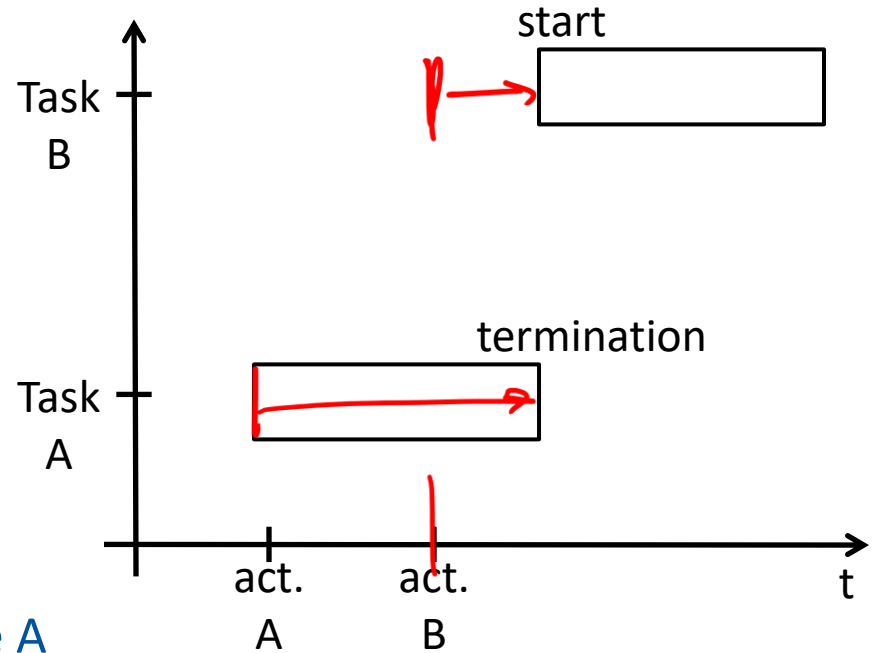 start
Task
B
termination
Task
A
act. act.
t
A B
A